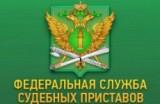 ФЕДЕРАЛЬНАЯ СЛУЖБА
СУДЕБНЫХ ПРИСТАВОВ